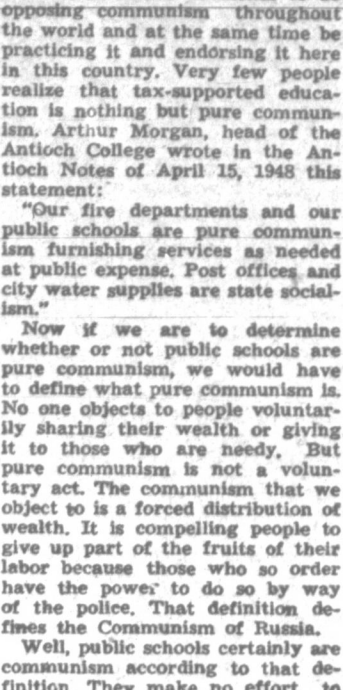 opposing communism throughout
the world and at the same time be
practicing it and endorsing it here
in this country. Very few people
realize that tax-supported educa-
tion is nothing but pure commun-
ism. Arthur Morgan, head of the
Antioch College wrote in the An-
tioch Notes of April 15, 1948 this
statement:
"Our fire departments and our
public schools are pure commun-
ism furnishing services as needed
at public expense. Post offices and
city water supplies are state social-
ism."
Now if we are to determine
whether or not public schools are
pure communism, we would have
to define what pure communism is.
No one objects to people voluntar-
ily sharing their wealth or giving
it to those who are needy. But
pure communism is not a volun-
tary act. The communism that we
object to is a forced distribution of
wealth. It is compelling people to
give up part of the fruits of their
labor because those who so order
have the power to do so by way
of the police. That definition de-
fines the Communism of Russia.
Well, public schools certainly are
communism according to that de-
finition. They make no effort to